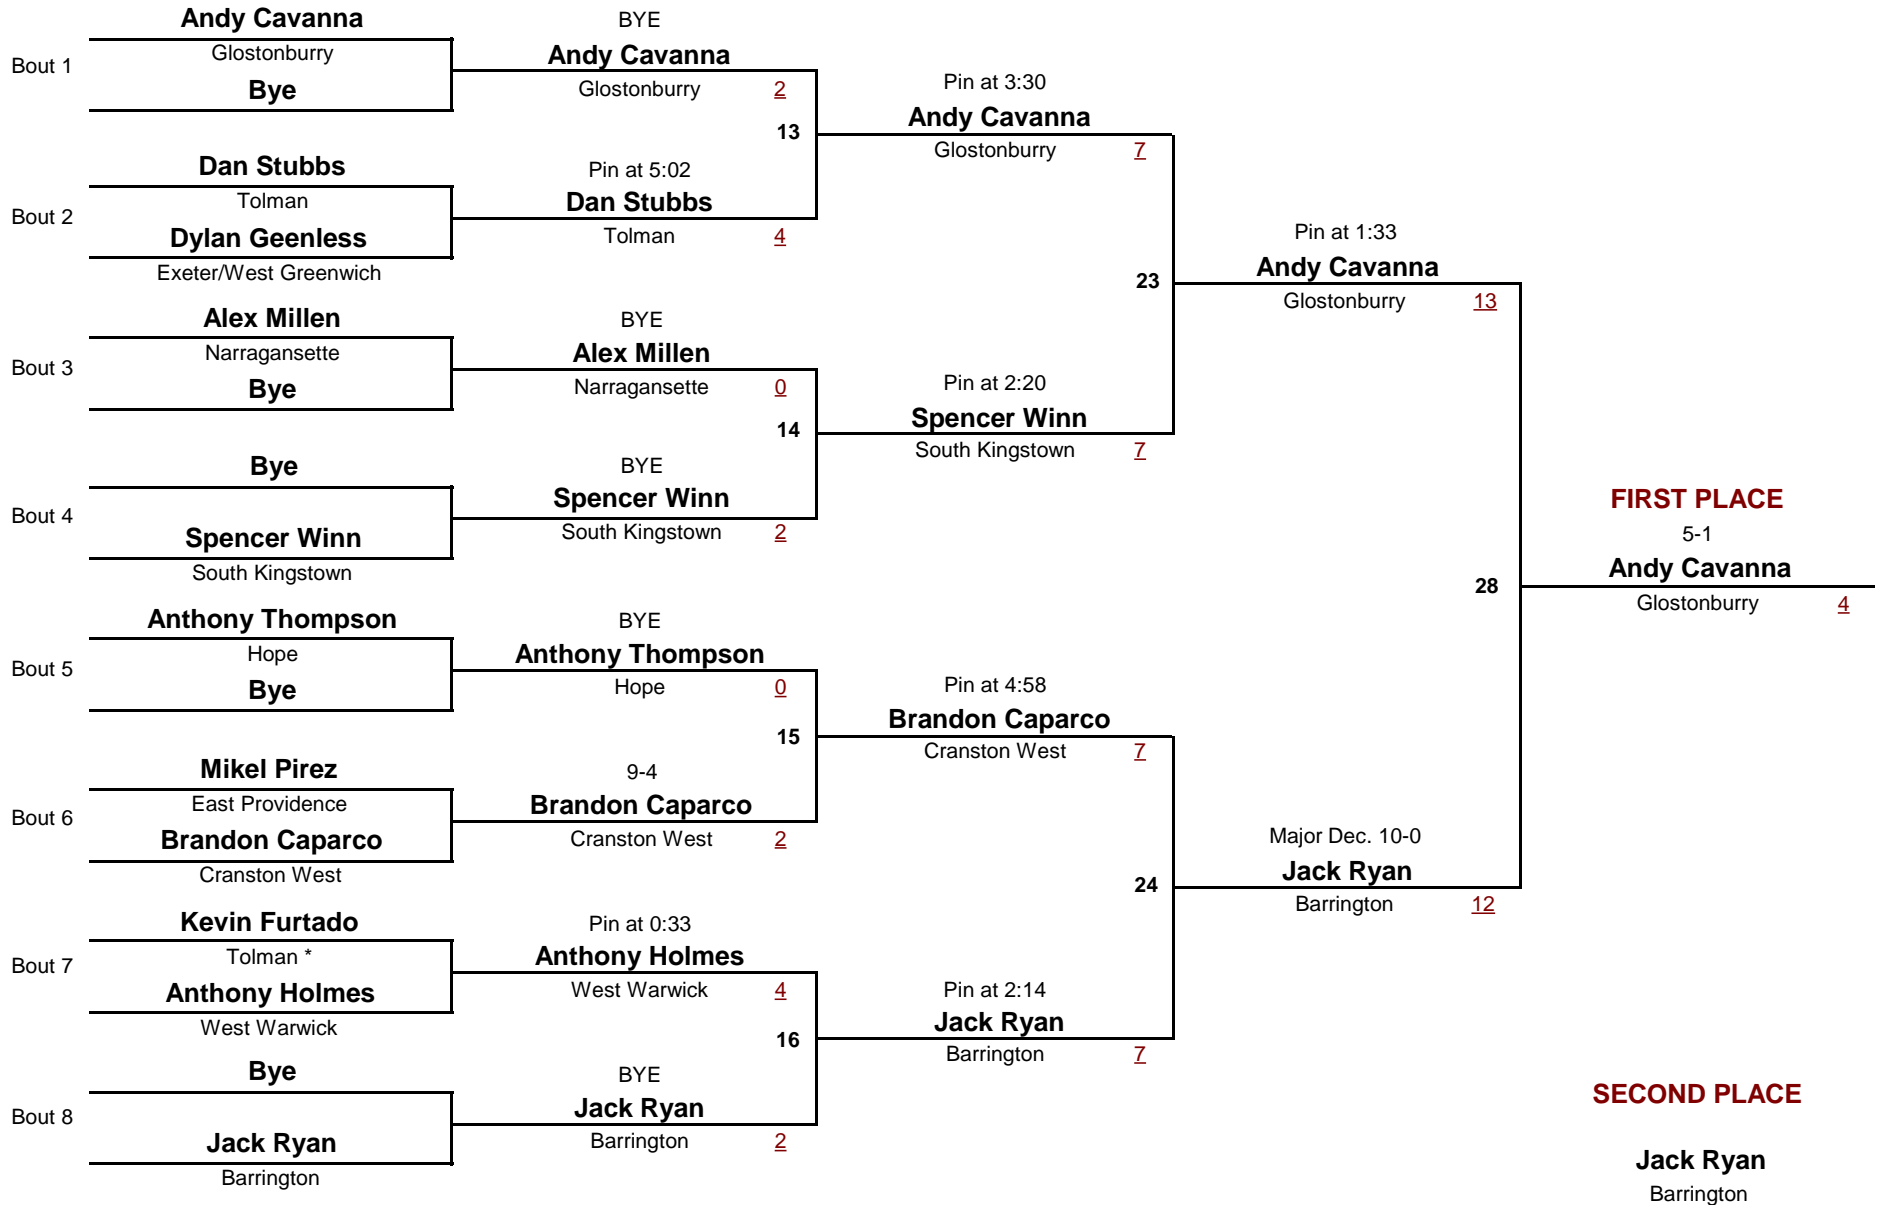 Andy Cavanna
Bout 1
Glostonburry
Bye
Dan Stubbs
Bout 2
Tolman
Dylan Geenless
Exeter/West Greenwich
Alex Millen
Bout 3
Narragansette
Bye
Bye
Bout 4
Spencer Winn
South Kingstown
Anthony Thompson
Bout 5
Hope
Bye
Mikel Pirez
Bout 6
East Providence
Brandon Caparco
Cranston West
Kevin Furtado
Bout 7
Tolman *
Anthony Holmes
West Warwick
Bye
Bout 8
Jack Ryan
Barrington
BYE
Andy Cavanna
Glostonburry 2
13
Pin at 5:02
Dan Stubbs
Tolman 4
BYE
Alex Millen
Narragansette 0
14
BYE
Spencer Winn
South Kingstown 2
BYE
Anthony Thompson
Hope 0
15
9-4
Brandon Caparco
Cranston West 2
Pin at 0:33
Anthony Holmes
West Warwick 4
16
BYE
Jack Ryan
Barrington 2
Pin at 3:30
Andy Cavanna
Glostonburry 7
23
Pin at 2:20
Spencer Winn
South Kingstown 7
Pin at 4:58
Brandon Caparco
Cranston West 7
24
Pin at 2:14
Jack Ryan
Barrington 7
Pin at 1:33
Andy Cavanna
Glostonburry 13
28
Major Dec. 10-0
Jack Ryan
Barrington 12
FIRST PLACE
5-1
Andy Cavanna
Glostonburry 4
SECOND PLACE
Jack Ryan
Barrington